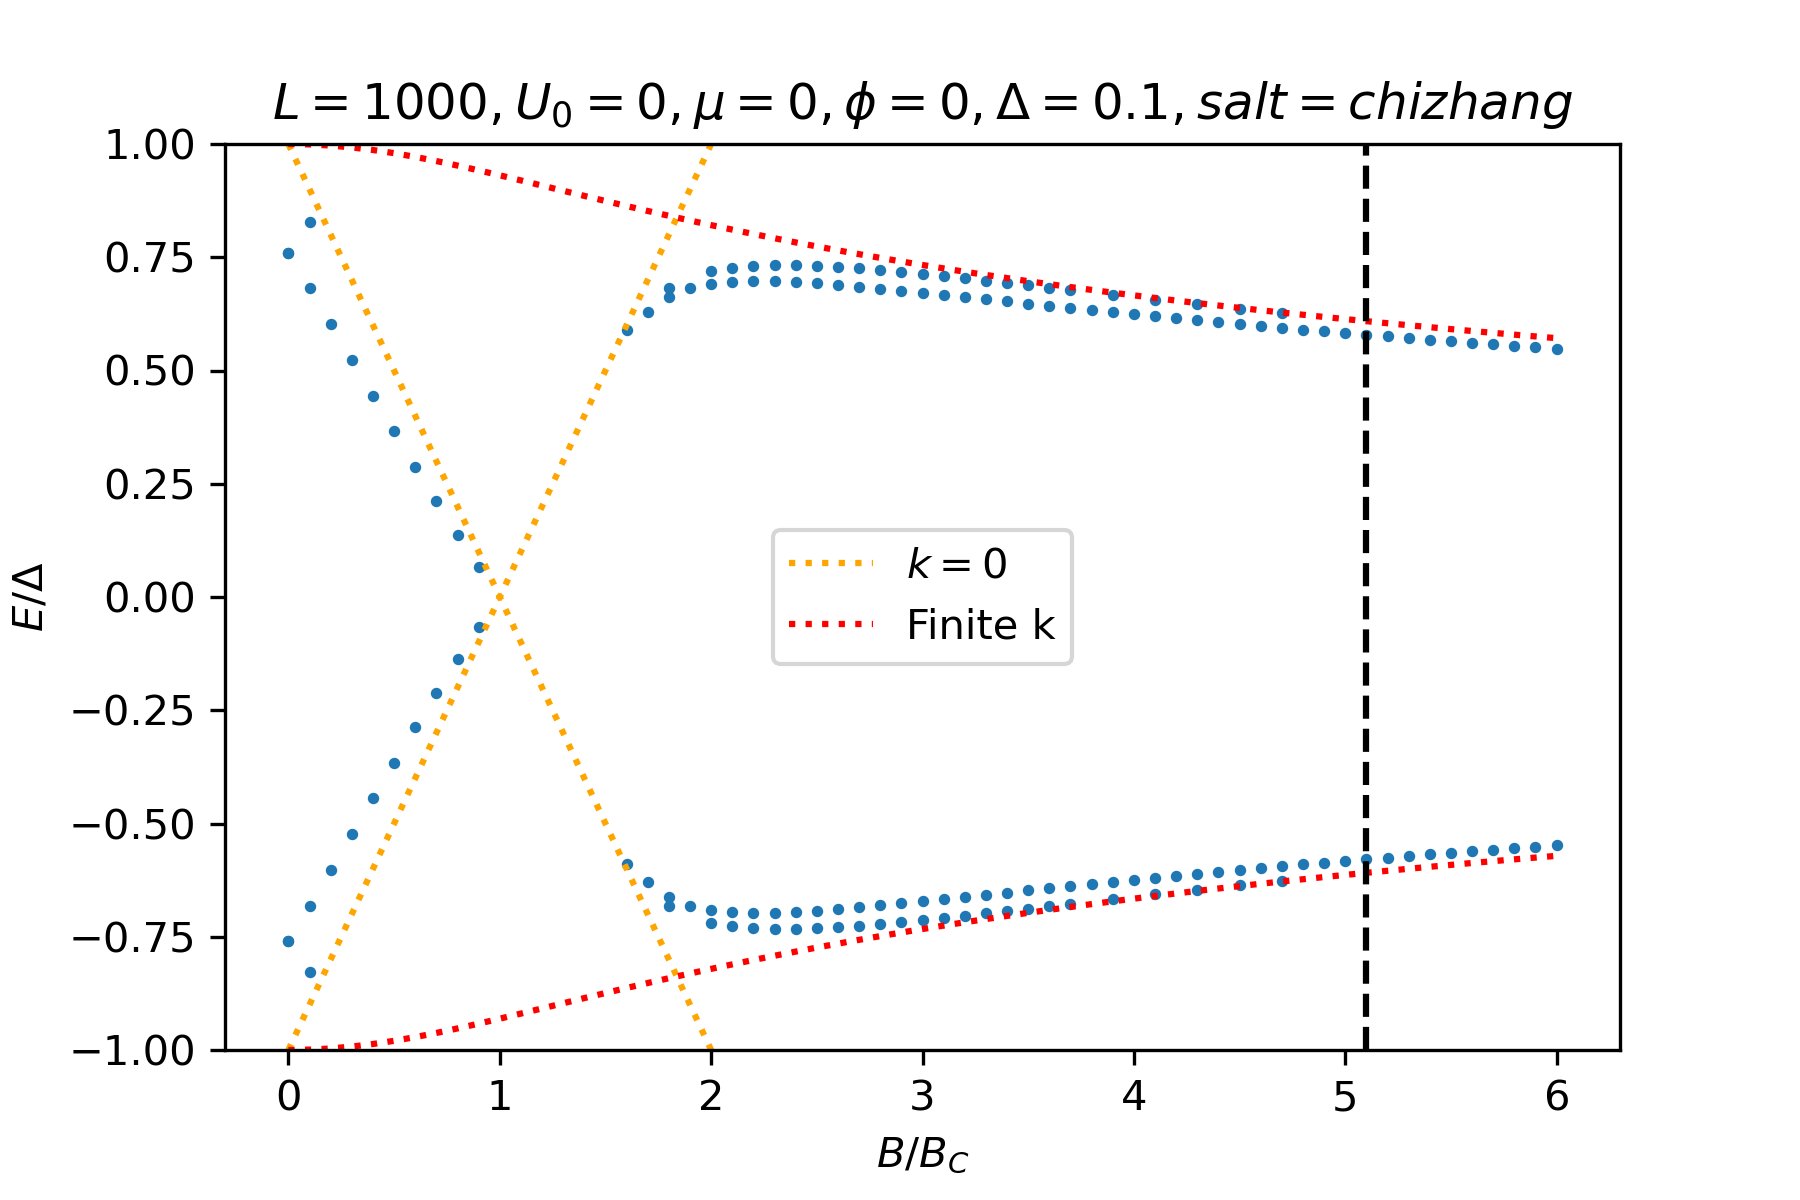 L = 1000, U₀ = 0, μ = 0, ϕ = 0, Δ = 0.1, salt = chizhang
1.00
0.75
0.50
0.25
0.00
−0.25
−0.50
−0.75
−1.00
E/Δ
k = 0
Finite k
0 1 2 3 4 5 6
B/B_C